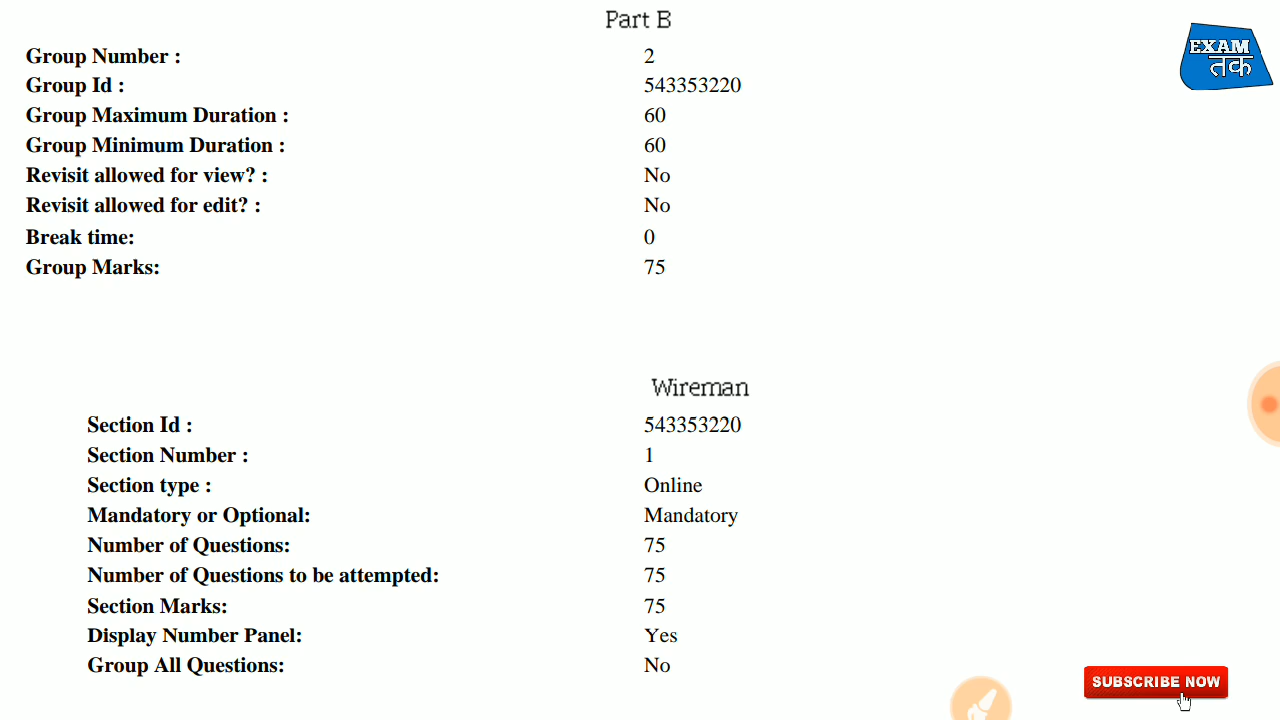 Part B
Group Number : 2
Group Id : 543353220
Group Maximum Duration : 60
Group Minimum Duration : 60
Revisit allowed for view? : No
Revisit allowed for edit? : No
Break time: 0
Group Marks: 75
EXAM
तक
Wireman
Section Id : 543353220
Section Number : 1
Section type : Online
Mandatory or Optional: Mandatory
Number of Questions: 75
Number of Questions to be attempted: 75
Section Marks: 75
Display Number Panel: Yes
Group All Questions: No
SUBSCRIBE NOW